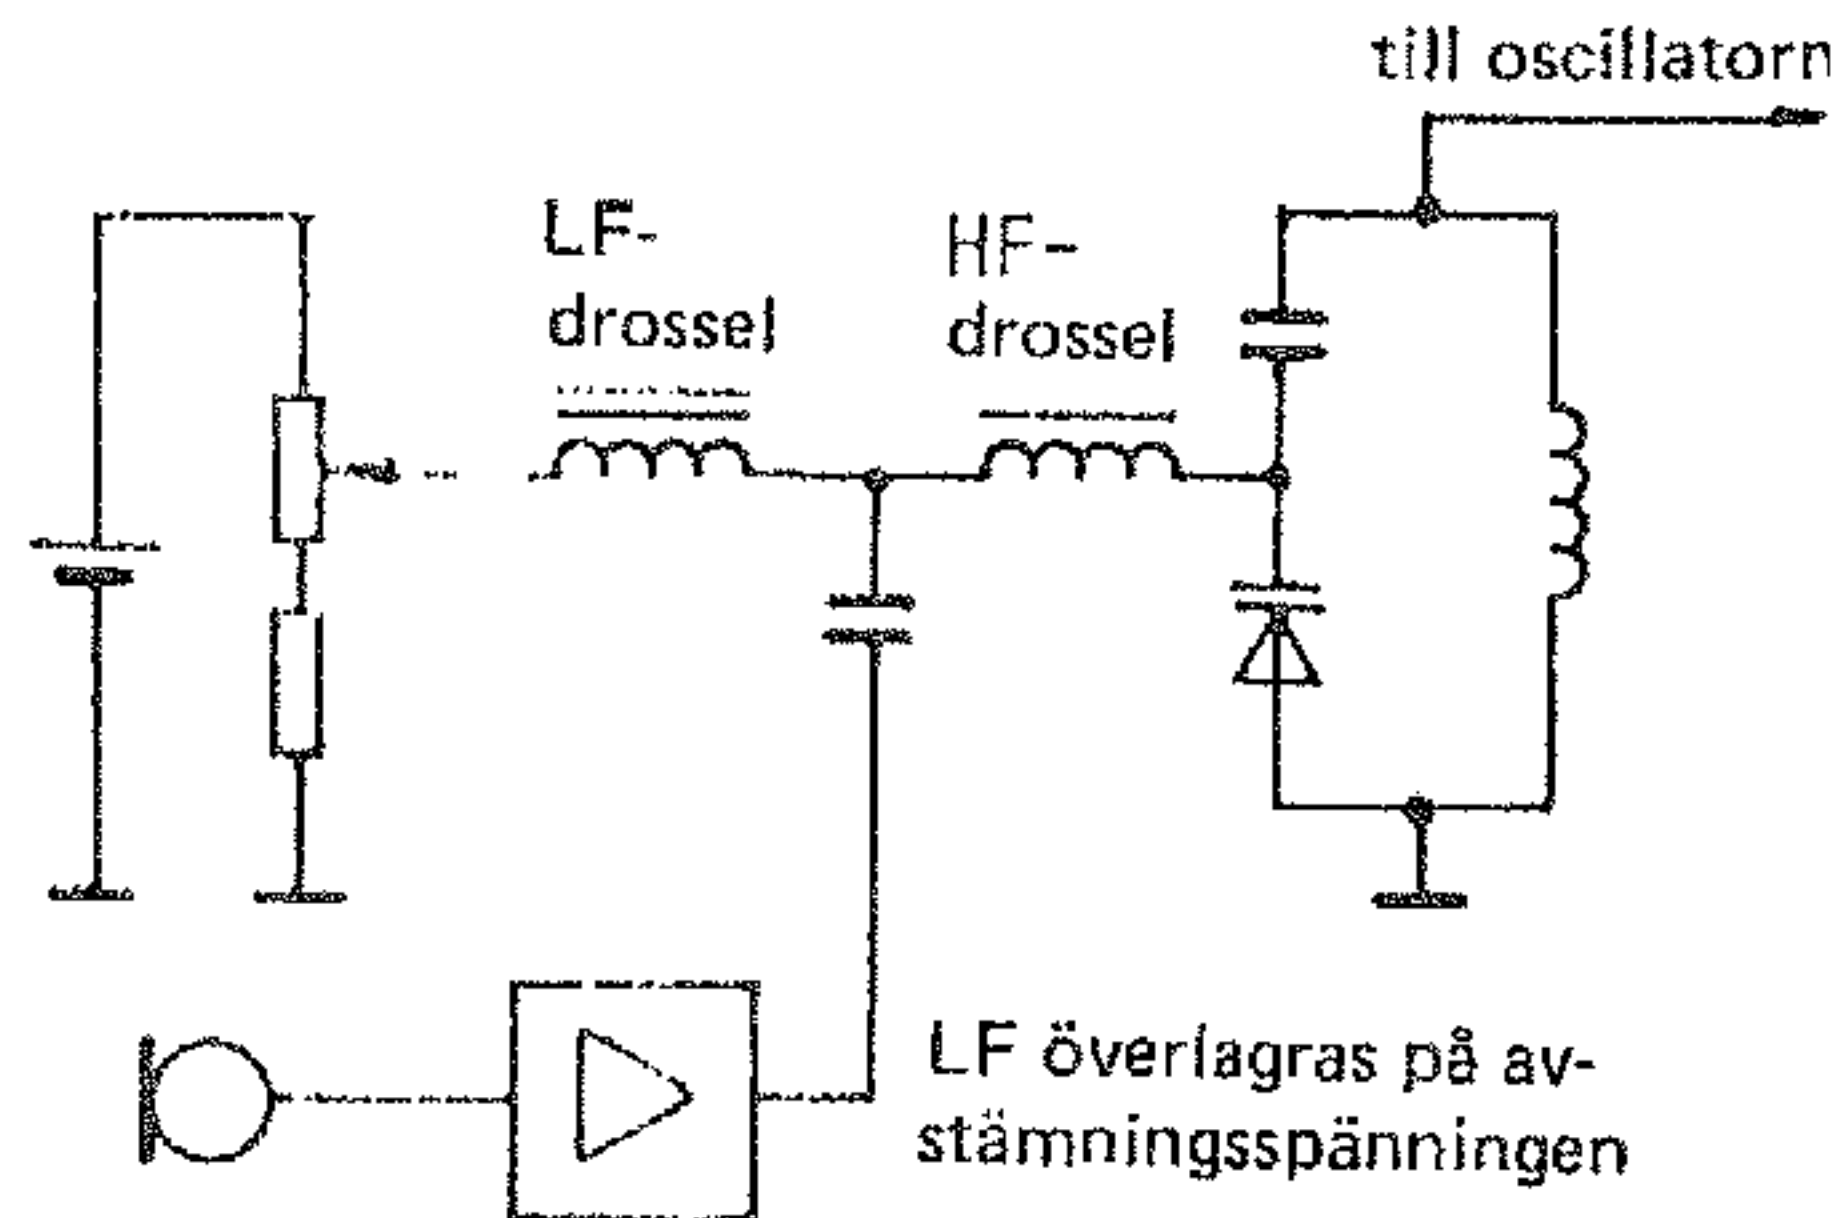 till oscillatorn
LF-
drossel
HF-
drossel
LF överlagras på av-
stämningsspänningen